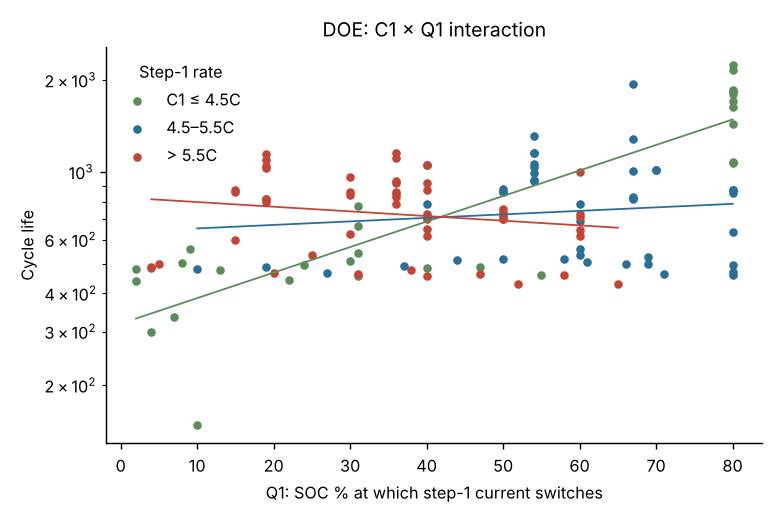 DOE: C1 × Q1 interaction
Step-1 rate
C1 ≤ 4.5C
4.5–5.5C
> 5.5C
Cycle life
2 × 10³
10³
6 × 10²
4 × 10²
3 × 10²
2 × 10²
0 10 20 30 40 50 60 70 80
Q1: SOC % at which step-1 current switches